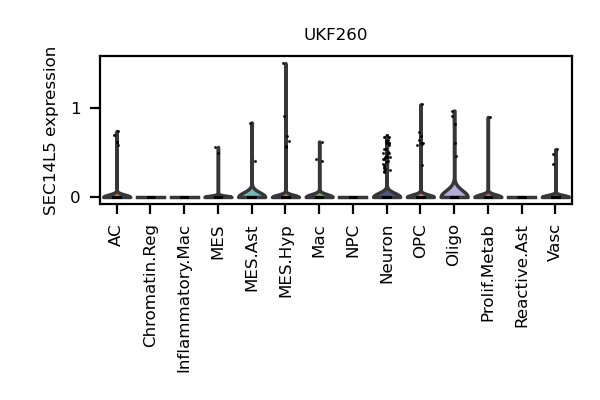 UKF260
SEC14L5 expression
1
0
AC
Chromatin.Reg
Inflammatory.Mac
MES
MES.Ast
MES.Hyp
Mac
NPC
Neuron
OPC
Oligo
Prolif.Metab
Reactive.Ast
Vasc